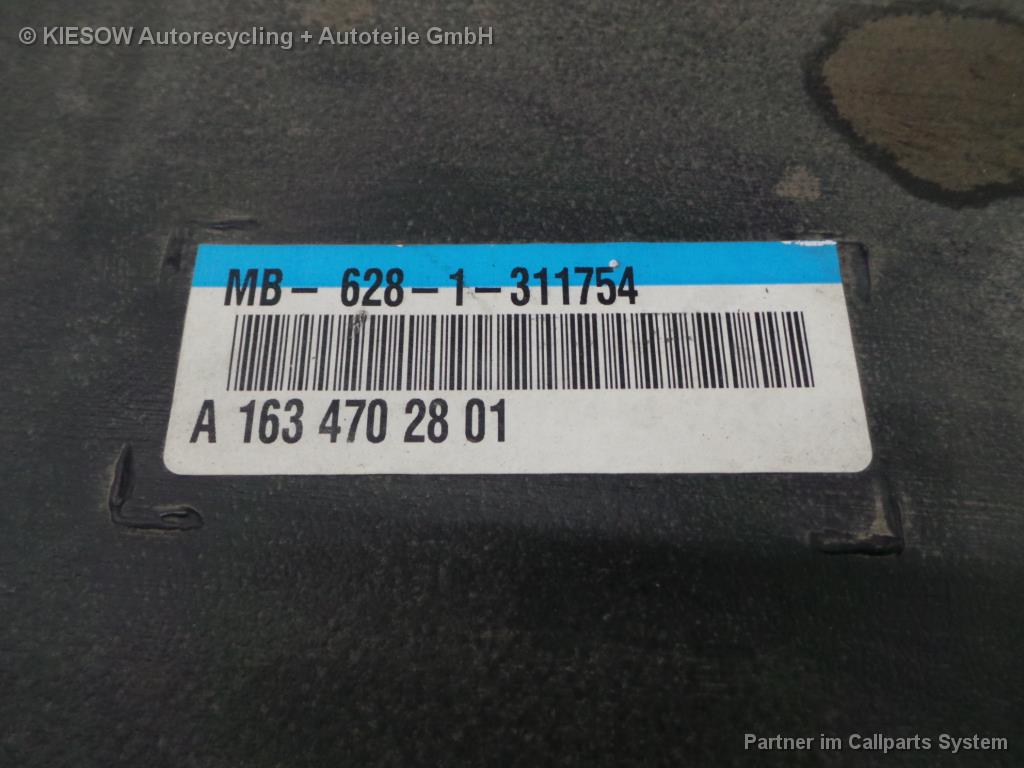 © KIESOW Autorecycling + Autoteile GmbH
MB- 628-1-311754
A 163 470 28 01
Partner im Callparts System